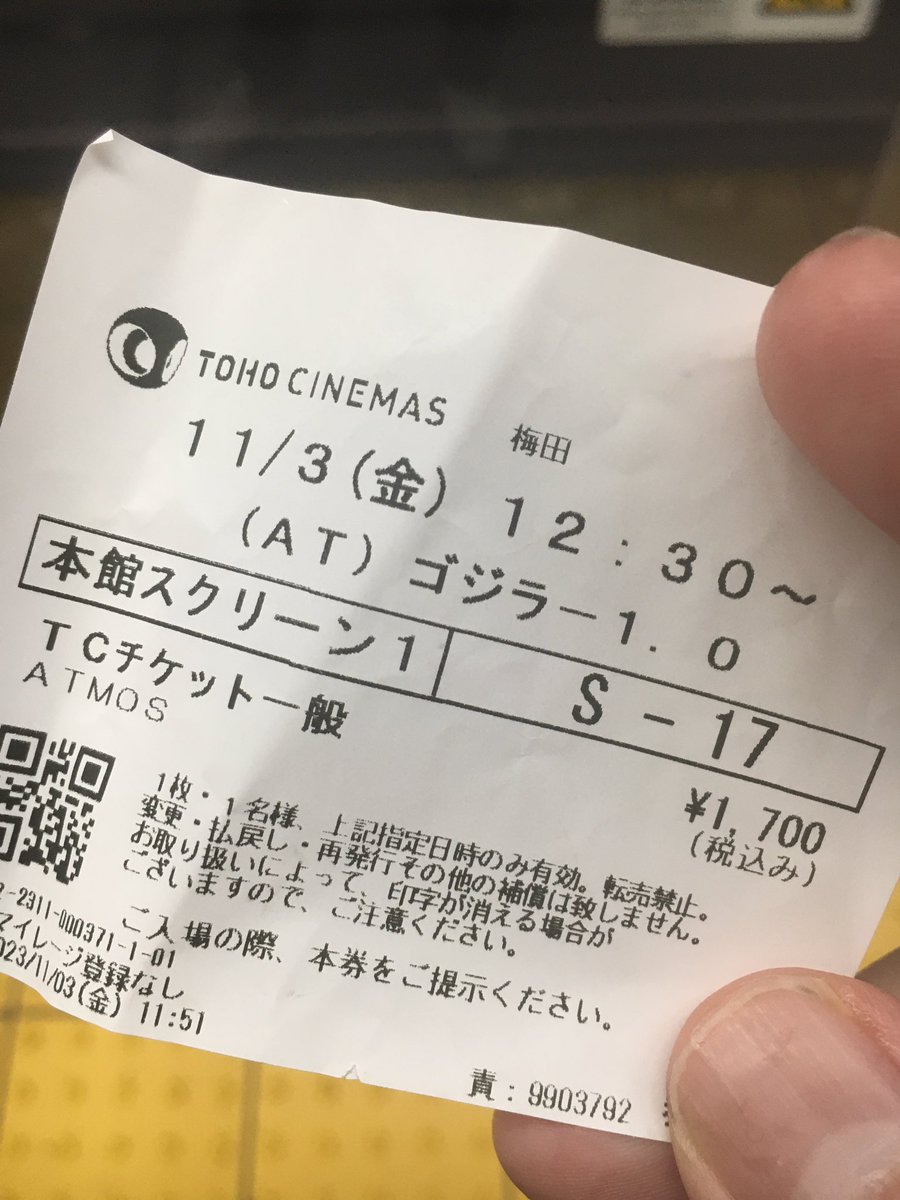 TOHO CINEMAS 梅田
11/3(金) 12:30〜
(AT)ゴジラー1.0
本館スクリーン1 S-17
TCチケット一般 ¥1,700
ATMOS (税込み)
1枚・1名様、上記指定日時のみ有効。転売禁止。
変更・払戻し・再発行その他の補償は致しません。
お取り扱いによって、印字が消える場合が
ございますので、ご注意ください。
ご入場の際、本券をご提示ください。
-2311-000371-1-01
マイレージ登録なし
023/11/03(金) 11:51
責:9903792